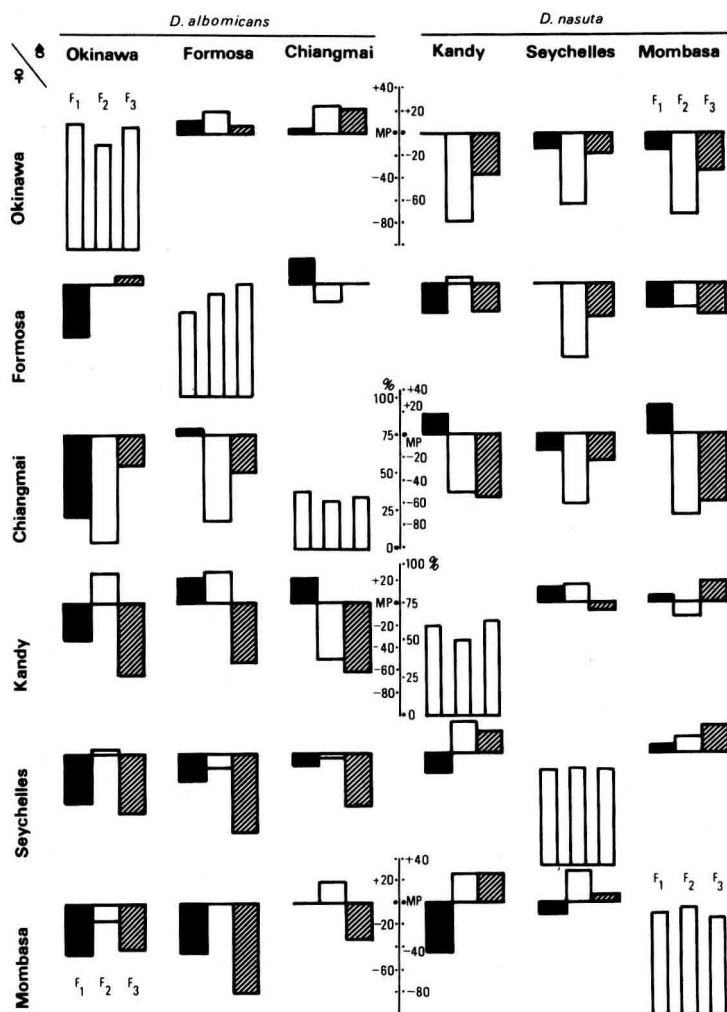 D. albomicans D. nasuta
♀ ♂ Okinawa Formosa Chiangmai Kandy Seychelles Mombasa
F1 F2 F3
+40
+20
MP
-20
-40
-60
-80
F1 F2 F3
Okinawa
Formosa
%
100
75
50
25
0
+40
+20
MP
-20
-40
-60
-80
Chiangmai
+20
MP
-20
-40
-60
-80
100 %
75
50
25
0
Kandy
Seychelles
+40
+20
MP
-20
-40
-60
-80
F1 F2 F3
Mombasa
F1 F2 F3